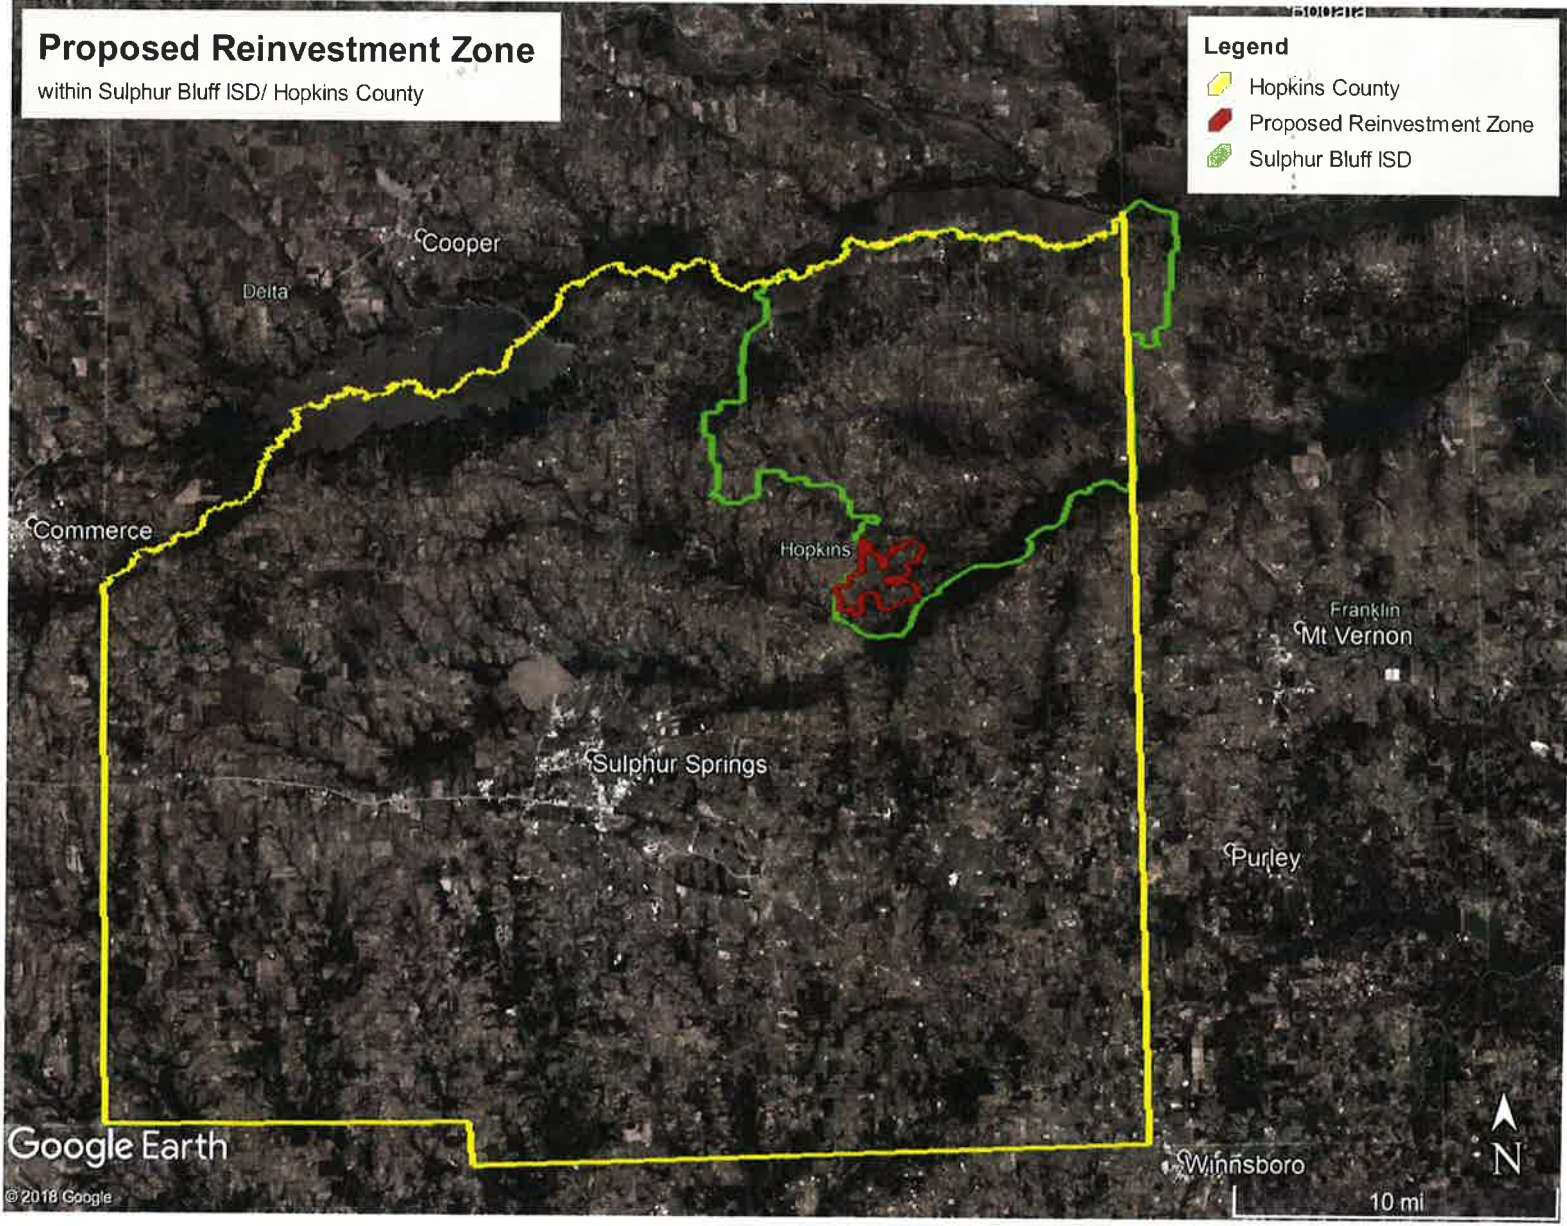 Bogata
Proposed Reinvestment Zone
within Sulphur Bluff ISD/ Hopkins County
Legend
Hopkins County
Proposed Reinvestment Zone
Sulphur Bluff ISD
Cooper
Delta
Commerce
Hopkins
Franklin
Mt Vernon
Sulphur Springs
Purley
Google Earth
Winnsboro
N
© 2018 Google
10 mi